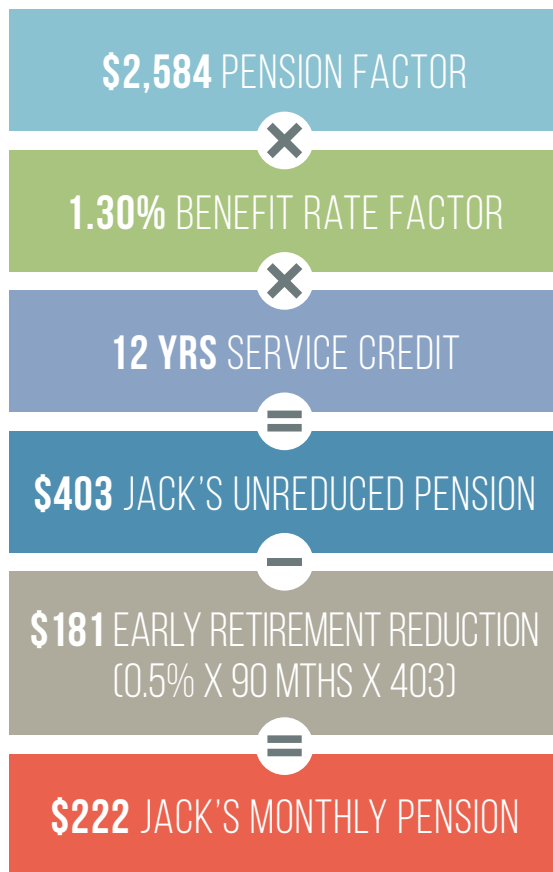 $2,584 PENSION FACTOR
×
1.30% BENEFIT RATE FACTOR
×
12 YRS SERVICE CREDIT
=
$403 JACK’S UNREDUCED PENSION
−
$181 EARLY RETIREMENT REDUCTION
(0.5% X 90 MTHS X 403)
=
$222 JACK’S MONTHLY PENSION